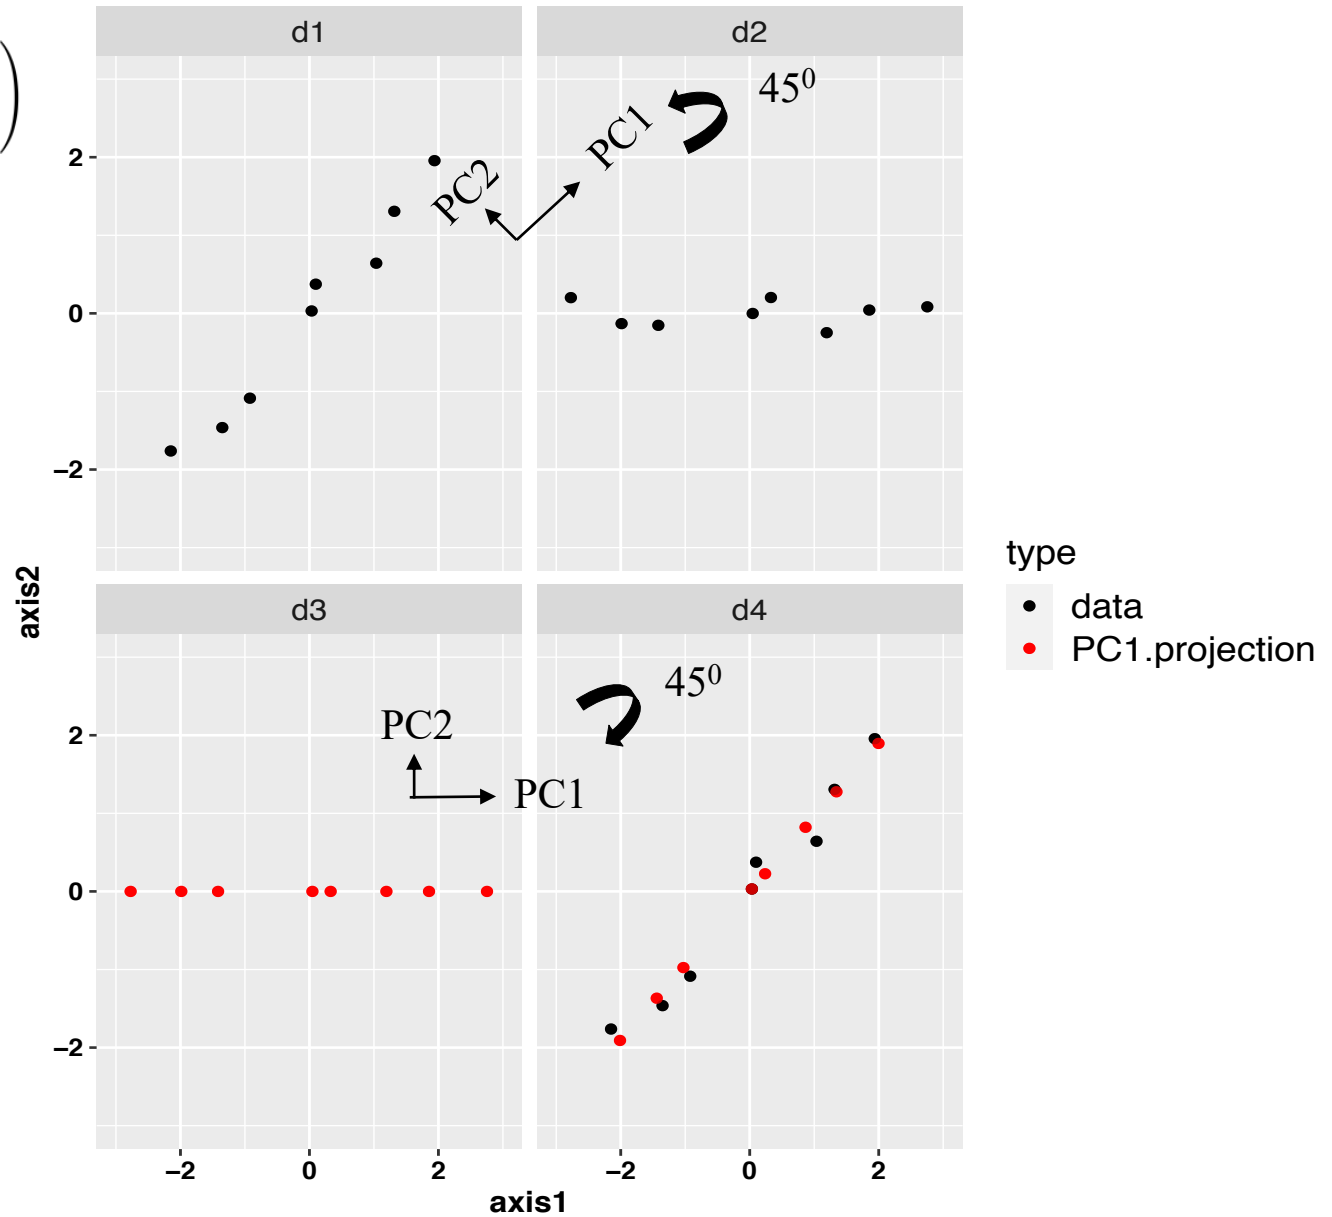 )
d1
d2
45⁰
PC1
PC2
2
0
−2
d3
d4
45⁰
PC2
PC1
2
0
−2
−2
0
2
−2
0
2
axis1
axis2
type
data
PC1.projection